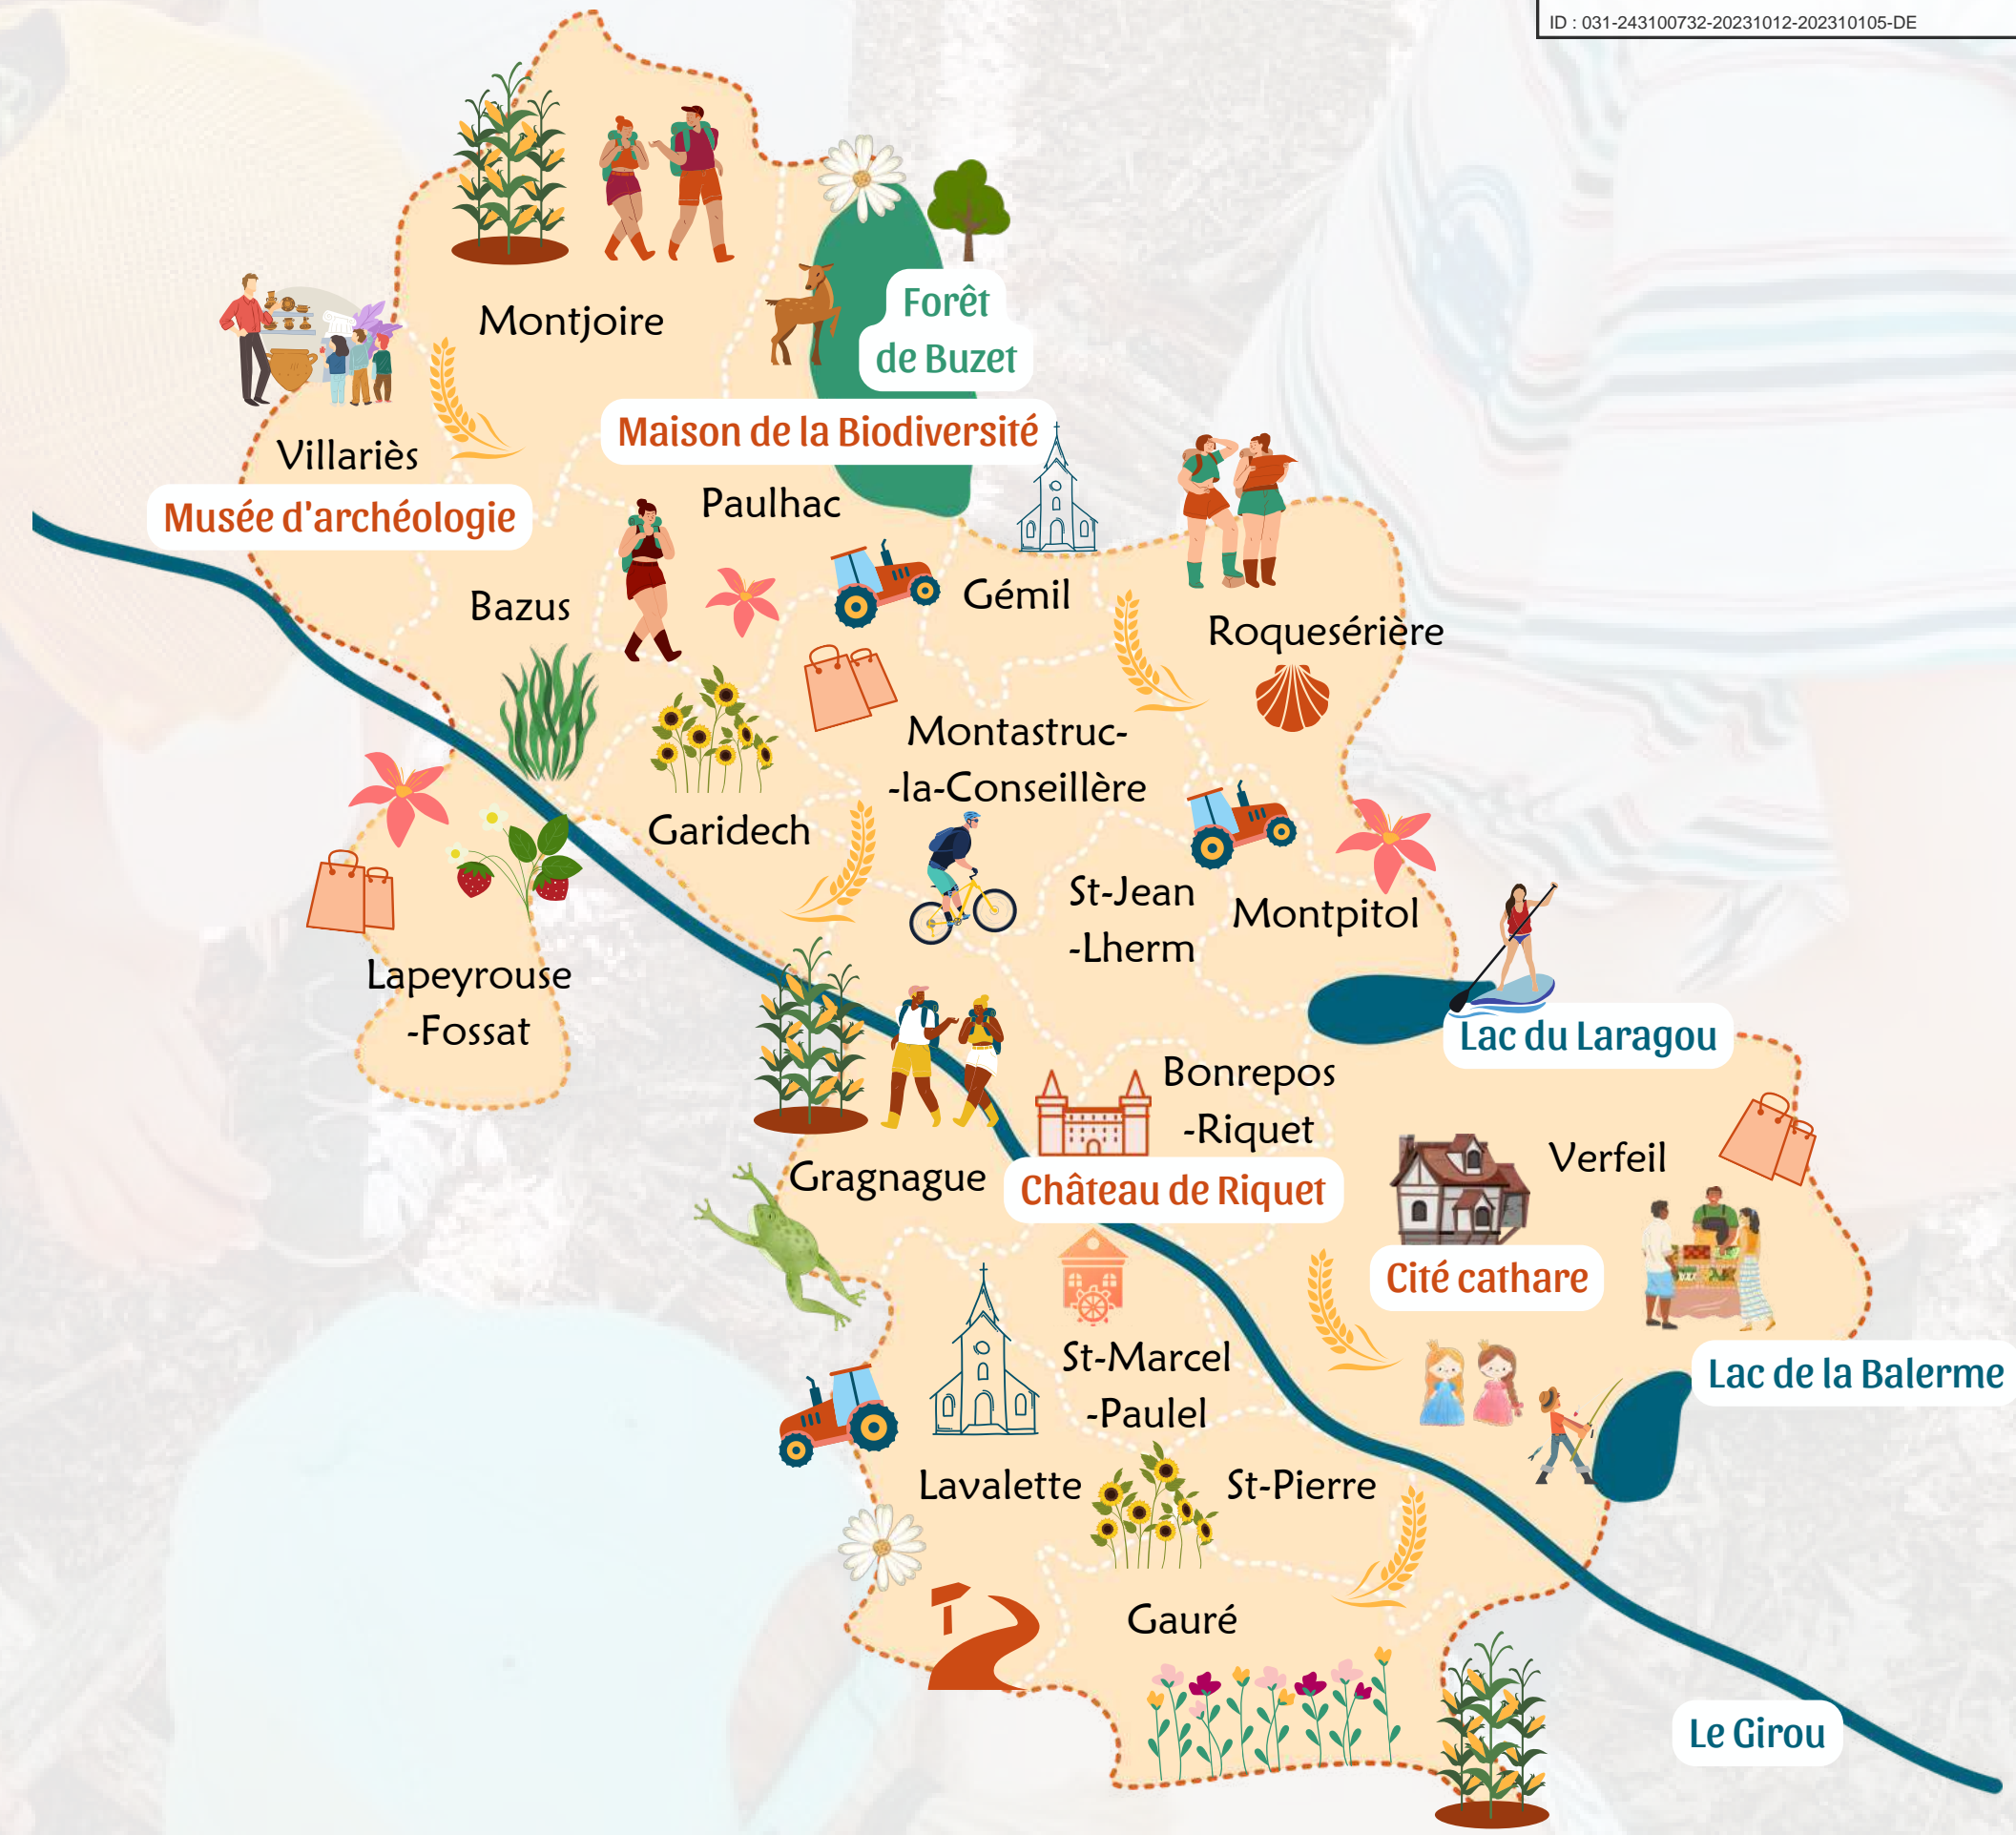 ID : 031-243100732-20231012-202310105-DE
Montjoire
Forêt
de Buzet
Maison de la Biodiversité
Villariès
Musée d'archéologie
Paulhac
Bazus
Gémil
Roquesérière
Montastruc-
-la-Conseillère
Garidech
St-Jean
-Lherm
Montpitol
Lapeyrouse
-Fossat
Lac du Laragou
Bonrepos
-Riquet
Verfeil
Gragnague
Château de Riquet
Cité cathare
St-Marcel
-Paulel
Lac de la Balerme
Lavalette
St-Pierre
Gauré
Le Girou